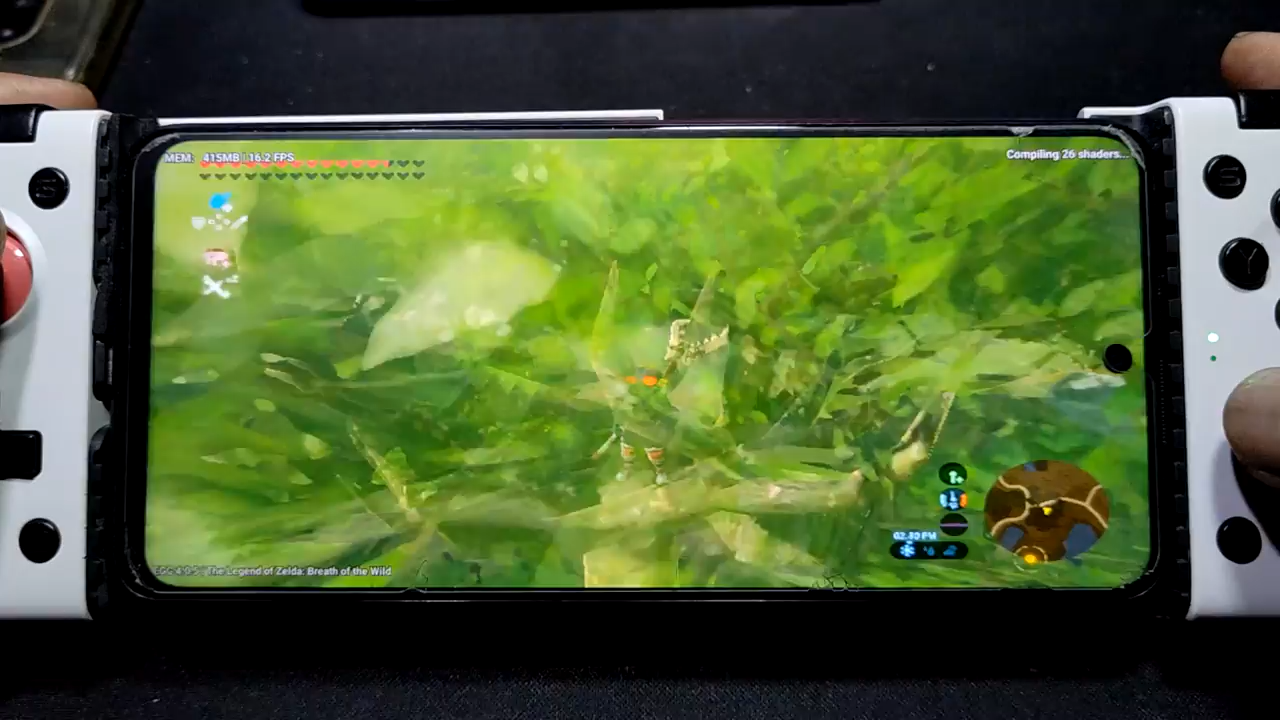 MEM: 415MB | 16.2 FPS
Compiling 26 shaders...
S
S
Y
02:30 PM
The Legend of Zelda: Breath of the Wild